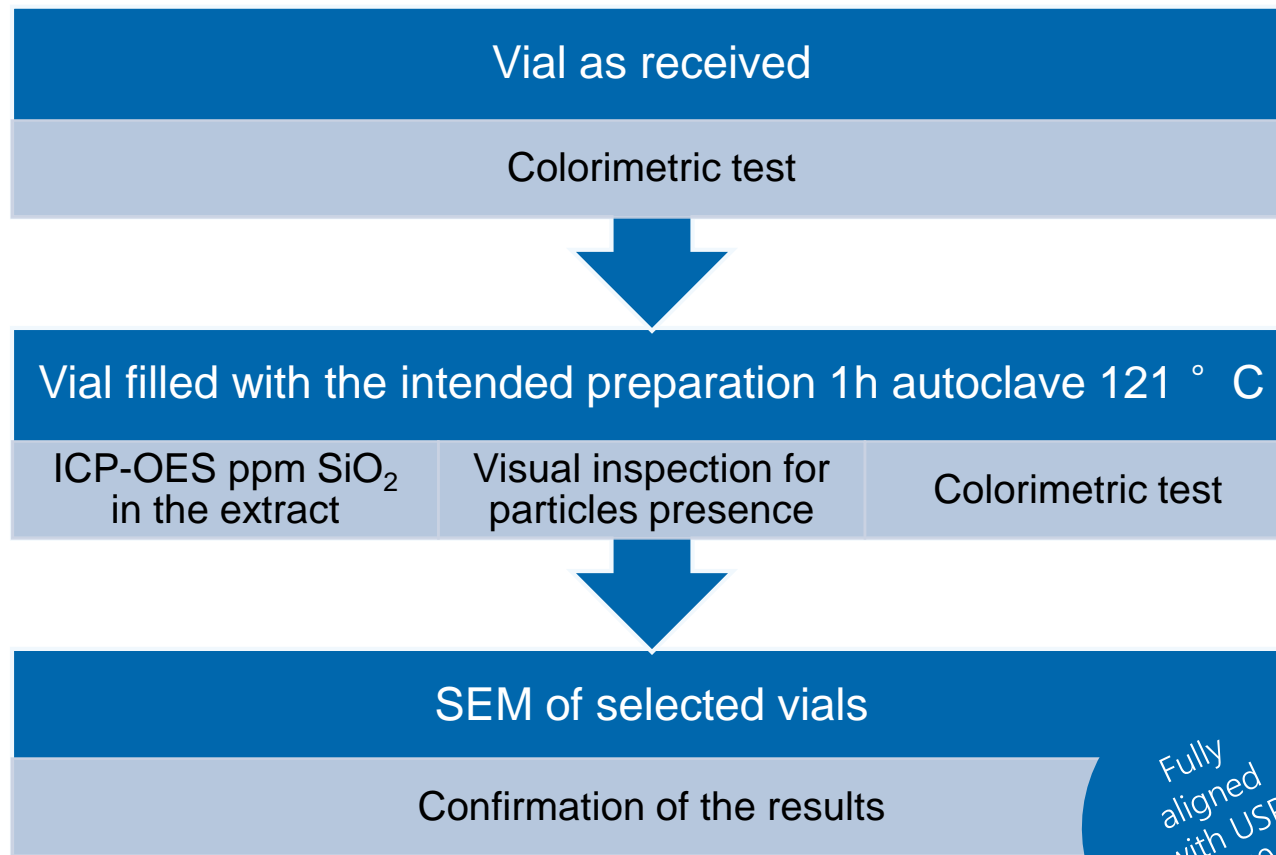 Vial as received
Colorimetric test
Vial filled with the intended preparation 1h autoclave 121 ° C
ICP-OES ppm SiO₂
in the extract
Visual inspection for
particles presence
Colorimetric test
SEM of selected vials
Confirmation of the results
Fully
aligned
with